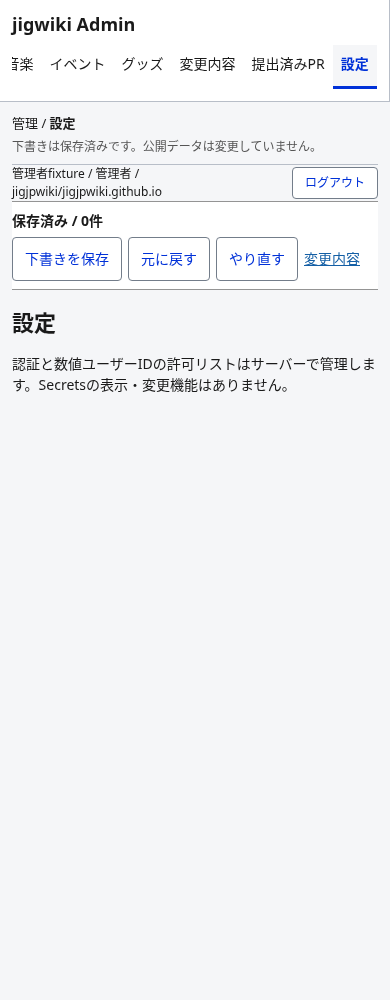 jigwiki Admin
音楽 イベント グッズ 変更内容 提出済みPR 設定
管理 / 設定
下書きは保存済みです。公開データは変更していません。
管理者fixture / 管理者 /
jigjpwiki/jigjpwiki.github.io
ログアウト
保存済み / 0件
下書きを保存 元に戻す やり直す 変更内容
設定
認証と数値ユーザーIDの許可リストはサーバーで管理しま
す。Secretsの表示・変更機能はありません。